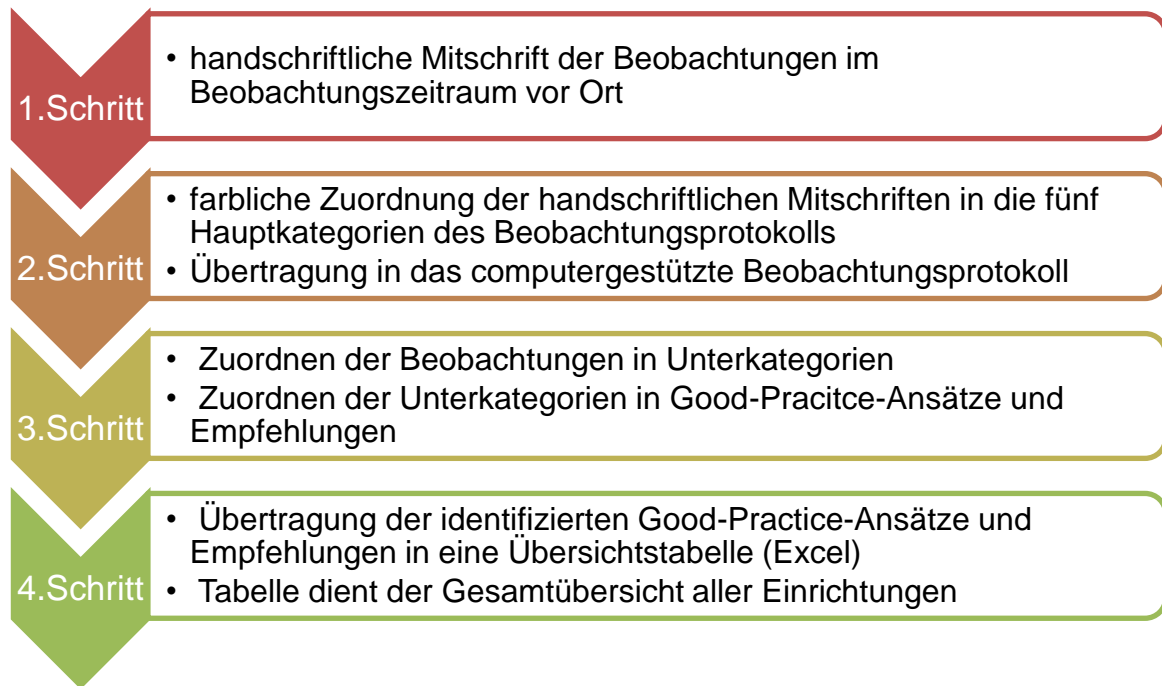 1.Schritt
• handschriftliche Mitschrift der Beobachtungen im
Beobachtungszeitraum vor Ort
2.Schritt
• farbliche Zuordnung der handschriftlichen Mitschriften in die fünf
Hauptkategorien des Beobachtungsprotokolls
• Übertragung in das computergestützte Beobachtungsprotokoll
3.Schritt
• Zuordnen der Beobachtungen in Unterkategorien
• Zuordnen der Unterkategorien in Good-Pracitce-Ansätze und
Empfehlungen
4.Schritt
• Übertragung der identifizierten Good-Practice-Ansätze und
Empfehlungen in eine Übersichtstabelle (Excel)
• Tabelle dient der Gesamtübersicht aller Einrichtungen